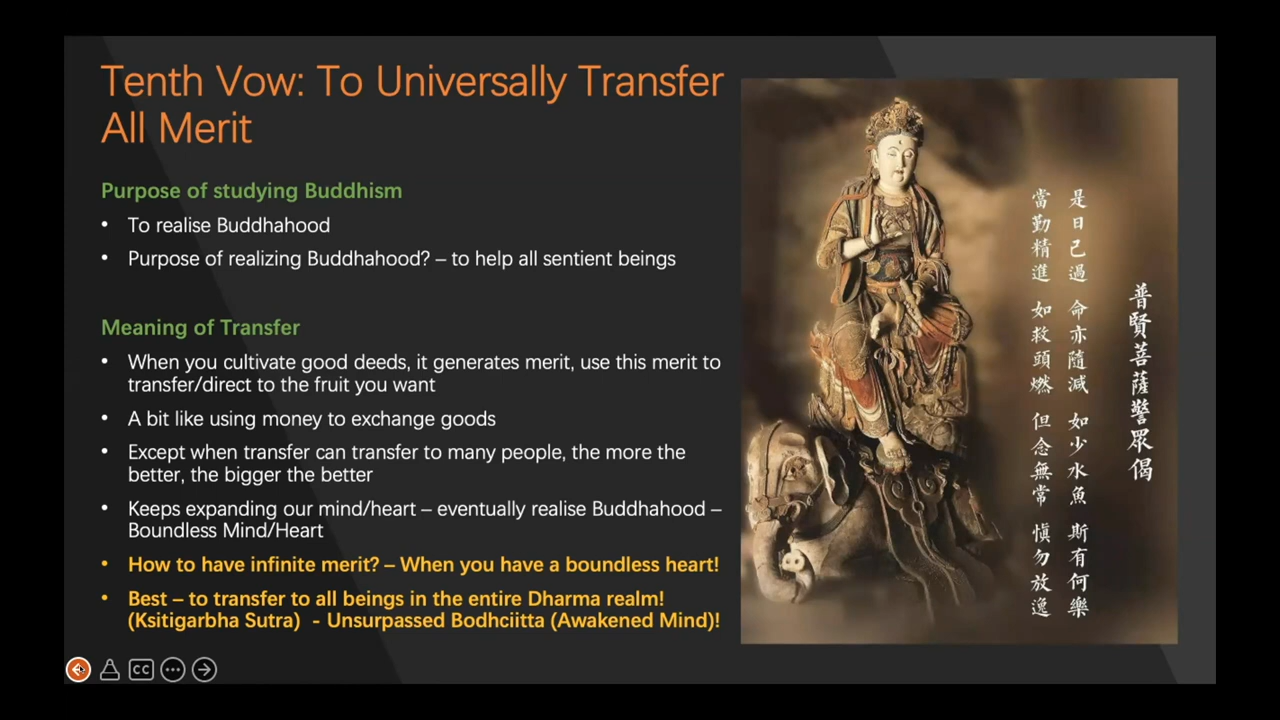 Tenth Vow: To Universally Transfer
All Merit
Purpose of studying Buddhism
• To realise Buddhahood
• Purpose of realizing Buddhahood? – to help all sentient beings
Meaning of Transfer
• When you cultivate good deeds, it generates merit, use this merit to
transfer/direct to the fruit you want
• A bit like using money to exchange goods
• Except when transfer can transfer to many people, the more the
better, the bigger the better
• Keeps expanding our mind/heart – eventually realise Buddhahood –
Boundless Mind/Heart
• How to have infinite merit? – When you have a boundless heart!
• Best – to transfer to all beings in the entire Dharma realm!
(Ksitigarbha Sutra) - Unsurpassed Bodhciitta (Awakened Mind)!
普賢菩薩警眾偈
是日已過 命亦隨減 如少水魚 斯有何樂
當勤精進 如救頭燃 但念無常 慎勿放逸
CC